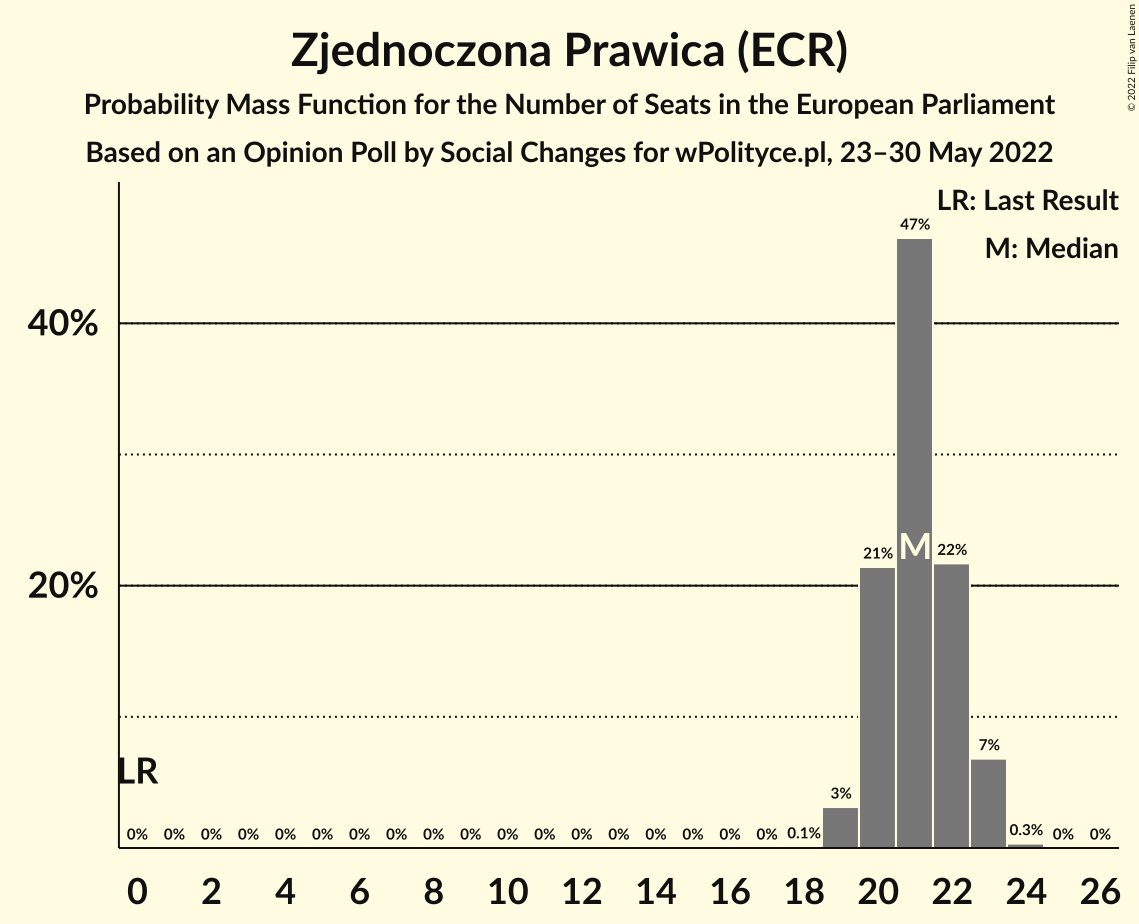 Zjednoczona Prawica (ECR)
Probability Mass Function for the Number of Seats in the European Parliament
Based on an Opinion Poll by Social Changes for wPolityce.pl, 23–30 May 2022
© 2022 Filip van Laenen
LR: Last Result
M: Median
40%
20%
47%
21%
M
22%
7%
LR
3%
0% 0% 0% 0% 0% 0% 0% 0% 0% 0% 0% 0% 0% 0% 0% 0% 0% 0% 0.1% 0.3% 0% 0%
0 2 4 6 8 10 12 14 16 18 20 22 24 26